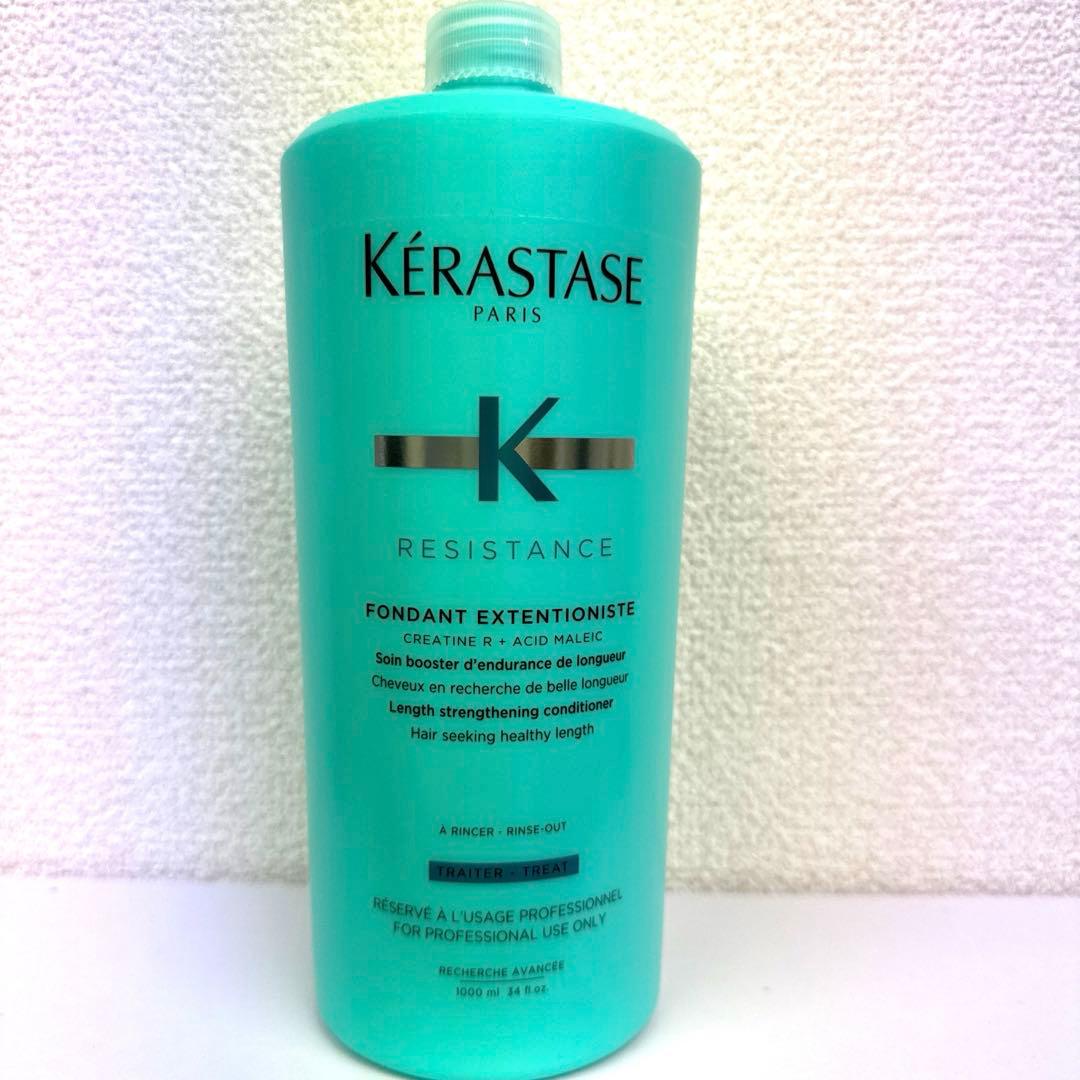 KÉRASTASE
PARIS
K
RESISTANCE
FONDANT EXTENTIONISTE
CREATINE R + ACID MALEIC
Soin booster d'endurance de longueur
Cheveux en recherche de belle longueur
Length strengthening conditioner
Hair seeking healthy length
À RINCER - RINSE-OUT
TRAITER - TREAT
RÉSERVÉ À L'USAGE PROFESSIONNEL
FOR PROFESSIONAL USE ONLY
RECHERCHE AVANCÉE
1000 ml 34 fl.oz.